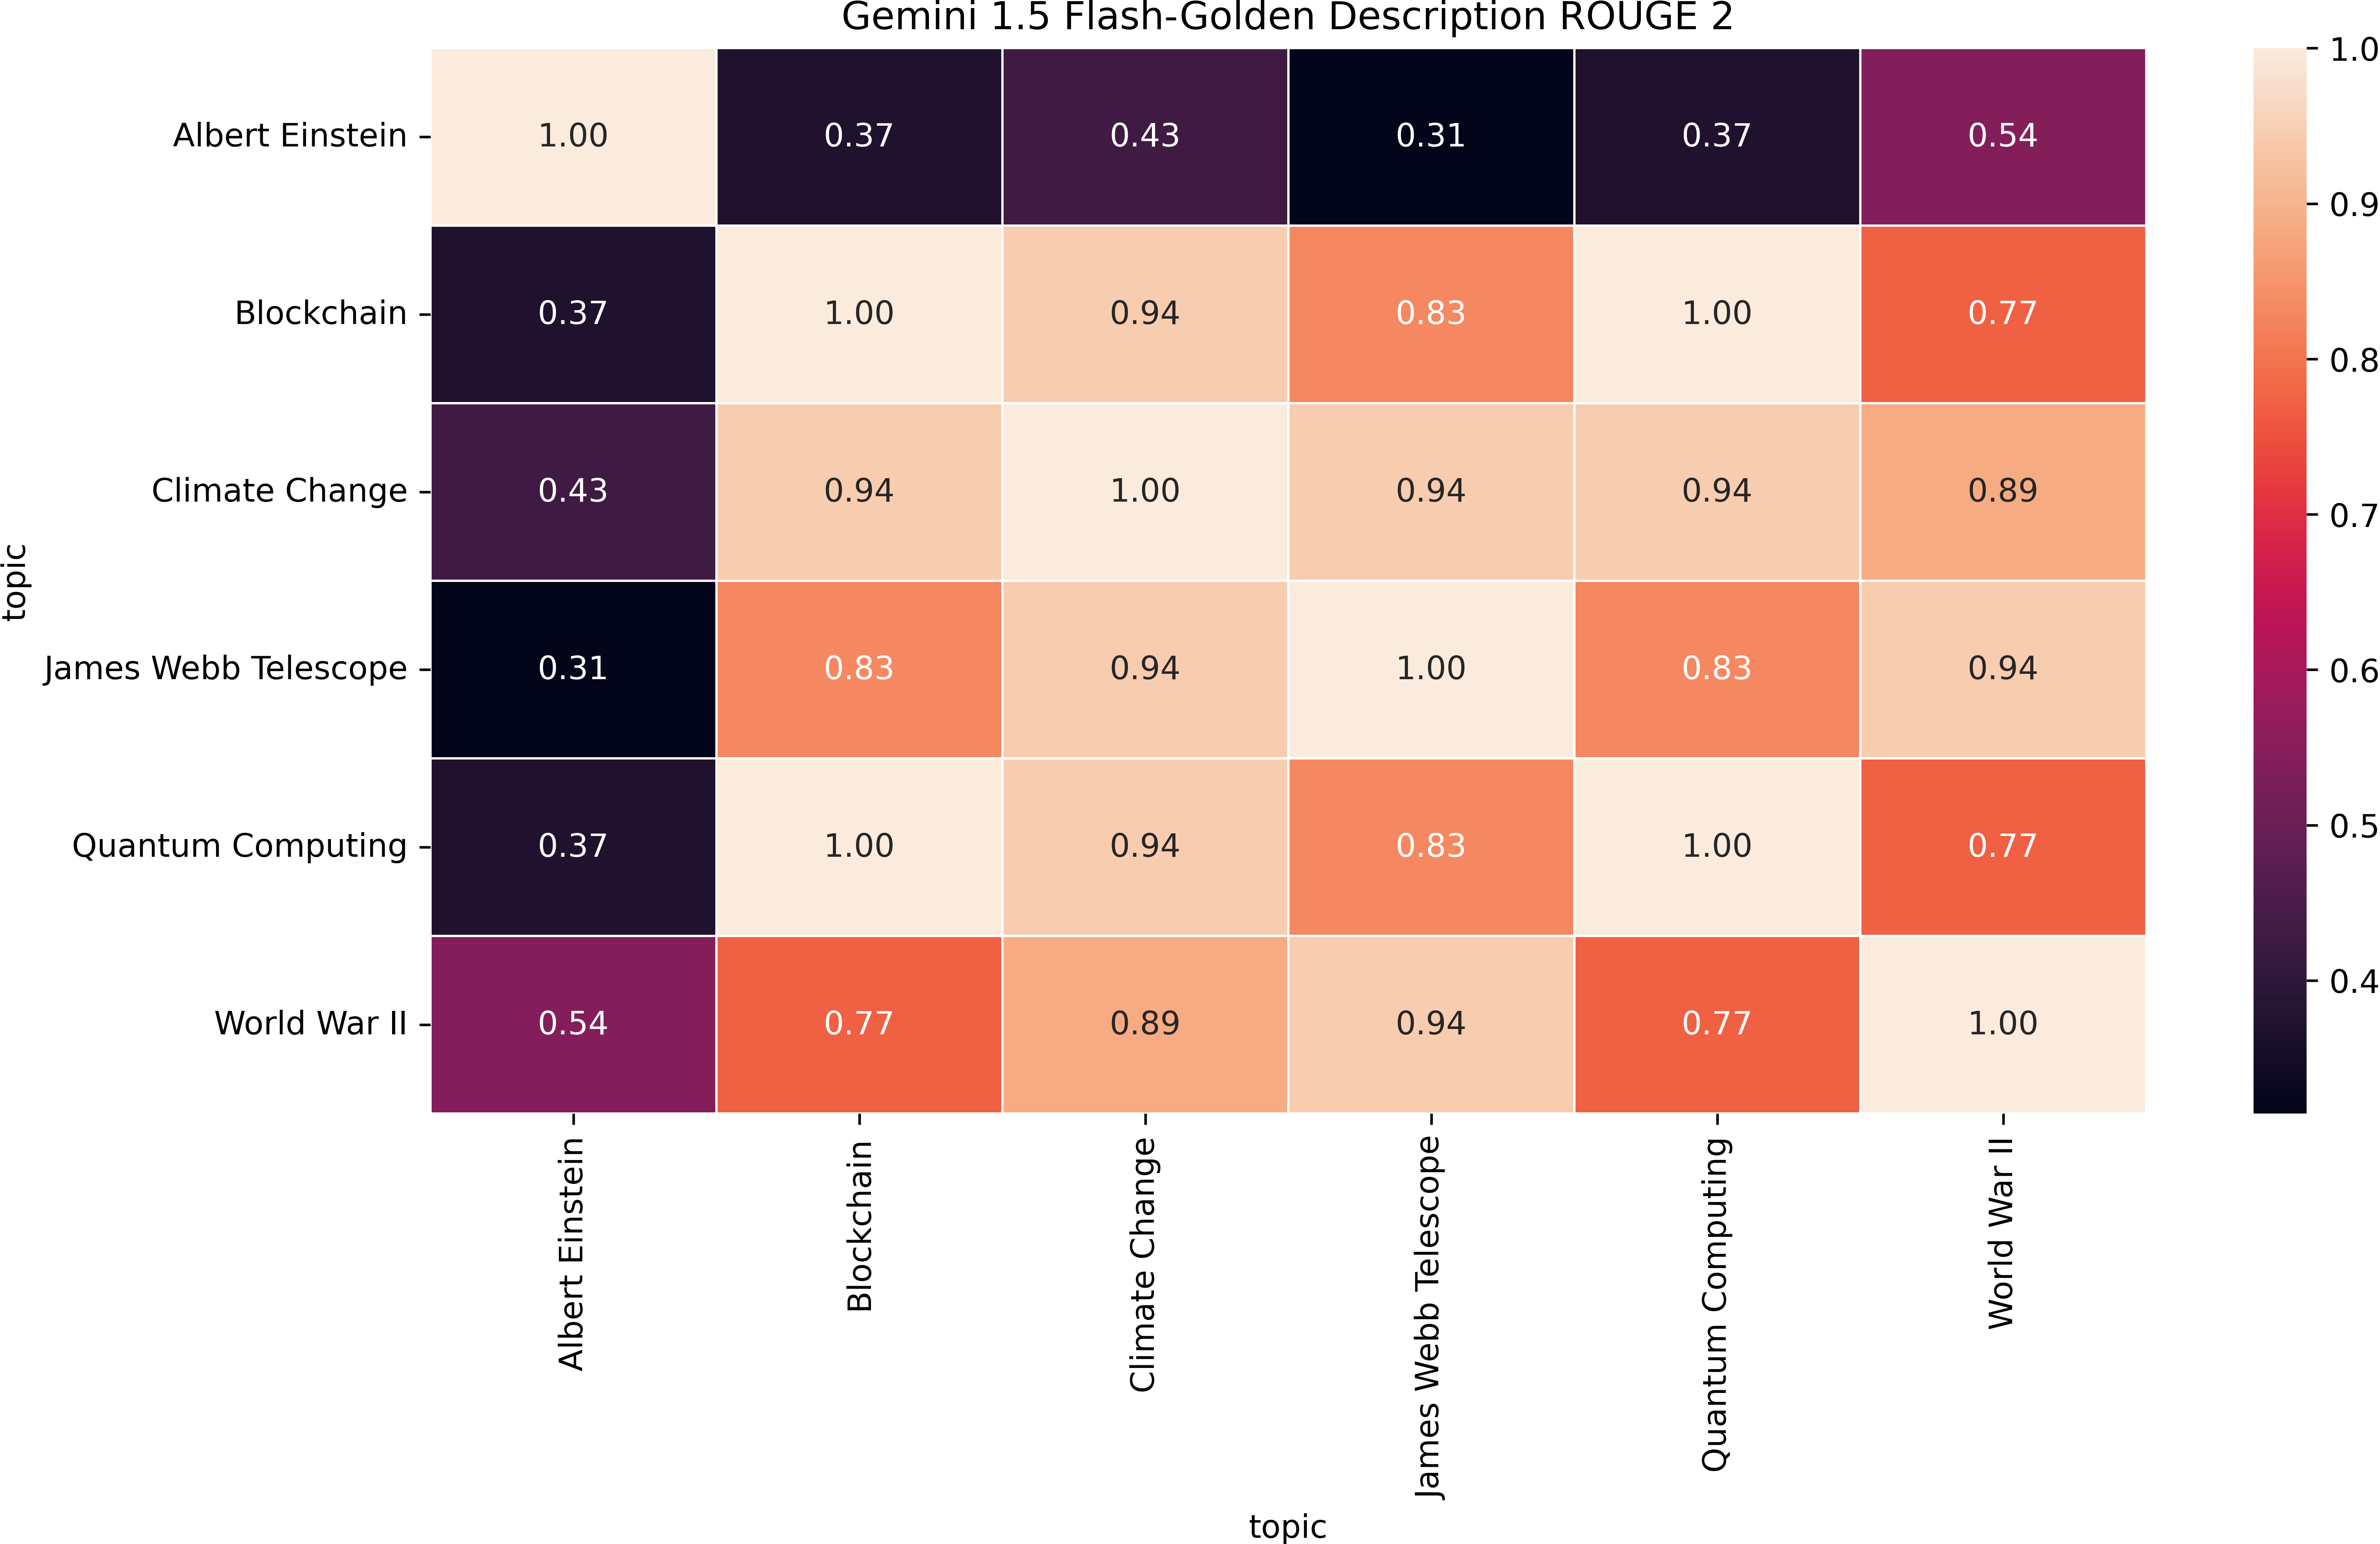 Gemini 1.5 Flash-Golden Description ROUGE 2
topic
Albert Einstein 1.00 0.37 0.43 0.31 0.37 0.54
Blockchain 0.37 1.00 0.94 0.83 1.00 0.77
Climate Change 0.43 0.94 1.00 0.94 0.94 0.89
James Webb Telescope 0.31 0.83 0.94 1.00 0.83 0.94
Quantum Computing 0.37 1.00 0.94 0.83 1.00 0.77
World War II 0.54 0.77 0.89 0.94 0.77 1.00
Albert Einstein
Blockchain
Climate Change
James Webb Telescope
Quantum Computing
World War II
topic
1.0
0.9
0.8
0.7
0.6
0.5
0.4